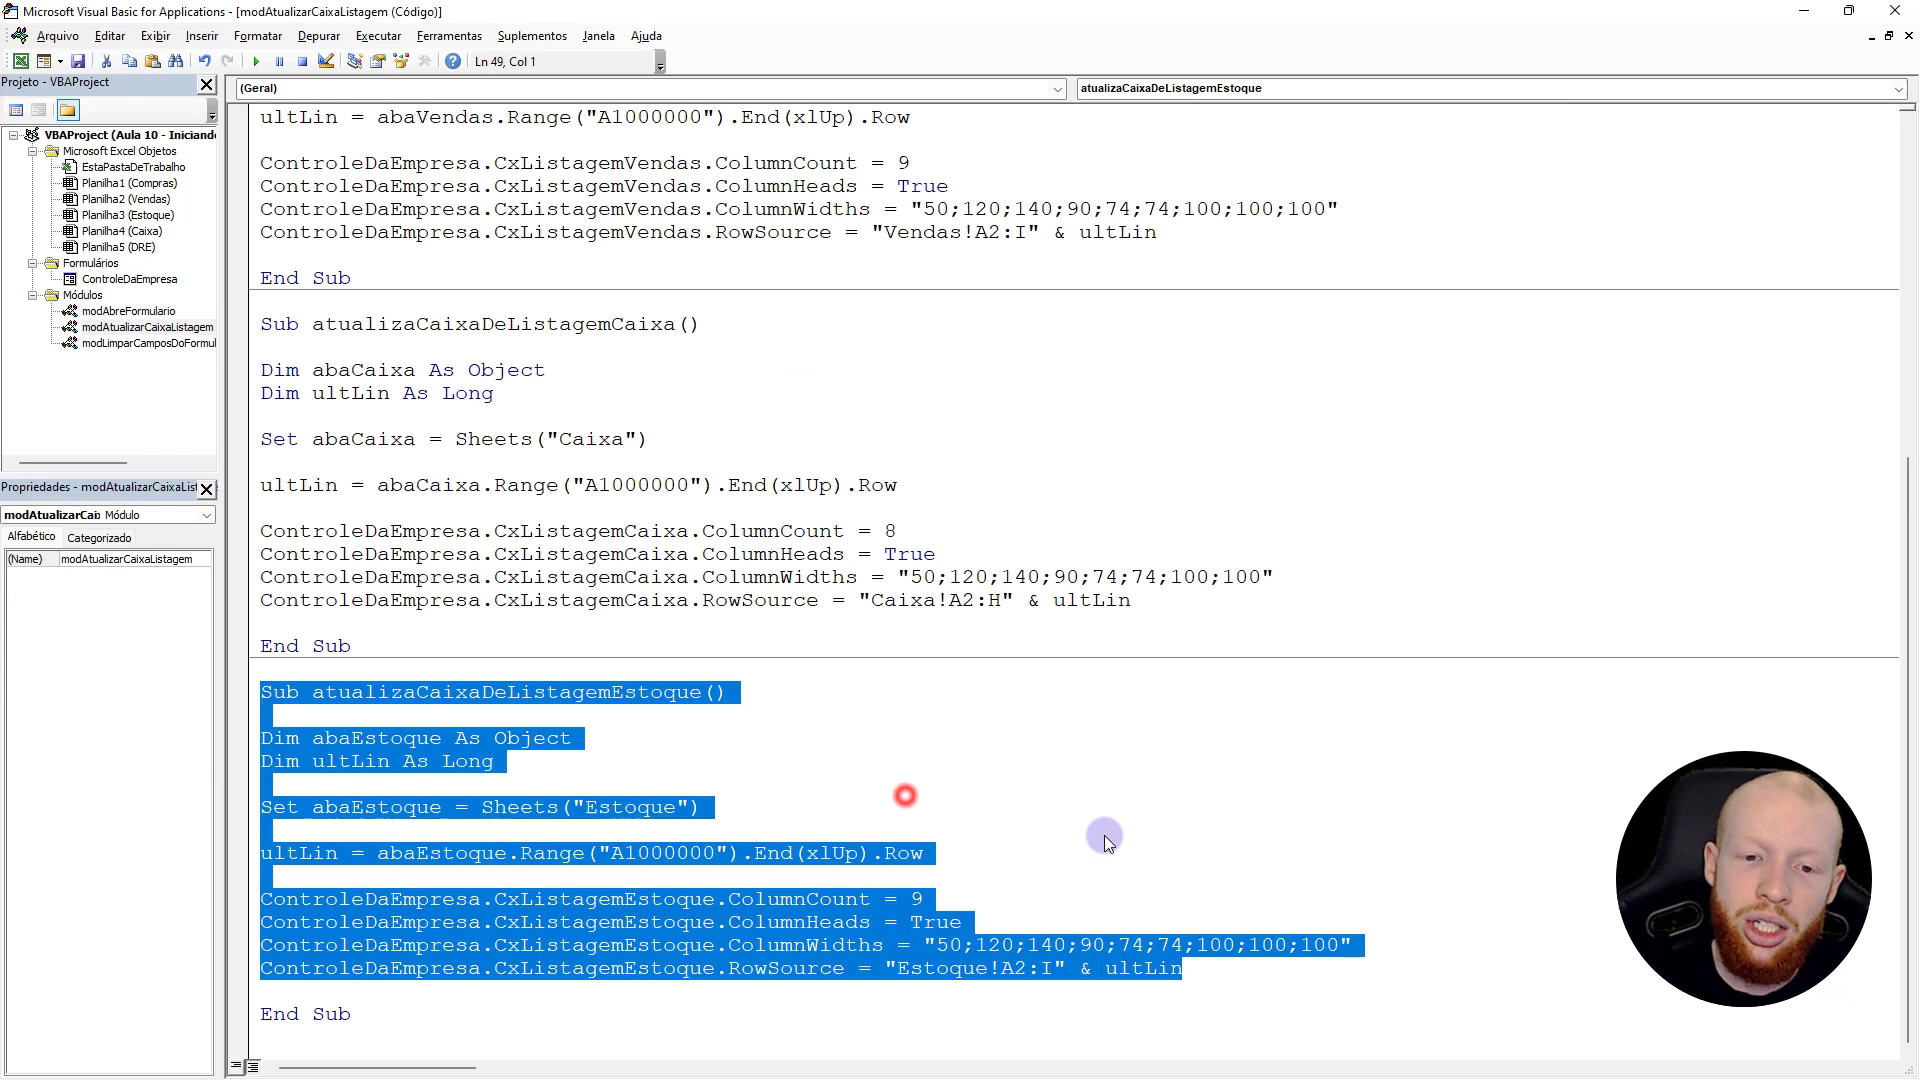 Microsoft Visual Basic for Applications - [modAtualizarCaixaListagem (Código)]
Arquivo Editar Exibir Inserir Formatar Depurar Executar Ferramentas Suplementos Janela Ajuda
Ln 49, Col 1
Projeto - VBAProject
VBAProject (Aula 10 - Iniciand
Microsoft Excel Objetos
EstaPastaDeTrabalho
Planilha1 (Compras)
Planilha2 (Vendas)
Planilha3 (Estoque)
Planilha4 (Caixa)
Planilha5 (DRE)
Formulários
ControleDaEmpresa
Módulos
modAbreFormulario
modAtualizarCaixaListagem
modLimparCamposDoFormul
Propriedades - modAtualizarCaixaList
modAtualizarCai Módulo
Alfabético Categorizado
(Name) modAtualizarCaixaListagem
(Geral) atualizaCaixaDeListagemEstoque
ultLin = abaVendas.Range("A1000000").End(xlUp).Row
ControleDaEmpresa.CxListagemVendas.ColumnCount = 9
ControleDaEmpresa.CxListagemVendas.ColumnHeads = True
ControleDaEmpresa.CxListagemVendas.ColumnWidths = "50;120;140;90;74;74;100;100;100"
ControleDaEmpresa.CxListagemVendas.RowSource = "Vendas!A2:I" & ultLin
End Sub
Sub atualizaCaixaDeListagemCaixa()
Dim abaCaixa As Object
Dim ultLin As Long
Set abaCaixa = Sheets("Caixa")
ultLin = abaCaixa.Range("A1000000").End(xlUp).Row
ControleDaEmpresa.CxListagemCaixa.ColumnCount = 8
ControleDaEmpresa.CxListagemCaixa.ColumnHeads = True
ControleDaEmpresa.CxListagemCaixa.ColumnWidths = "50;120;140;90;74;74;100;100"
ControleDaEmpresa.CxListagemCaixa.RowSource = "Caixa!A2:H" & ultLin
End Sub
Sub atualizaCaixaDeListagemEstoque()
Dim abaEstoque As Object
Dim ultLin As Long
Set abaEstoque = Sheets("Estoque")
ultLin = abaEstoque.Range("A1000000").End(xlUp).Row
ControleDaEmpresa.CxListagemEstoque.ColumnCount = 9
ControleDaEmpresa.CxListagemEstoque.ColumnHeads = True
ControleDaEmpresa.CxListagemEstoque.ColumnWidths = "50;120;140;90;74;74;100;100;100"
ControleDaEmpresa.CxListagemEstoque.RowSource = "Estoque!A2:I" & ultLin
End Sub